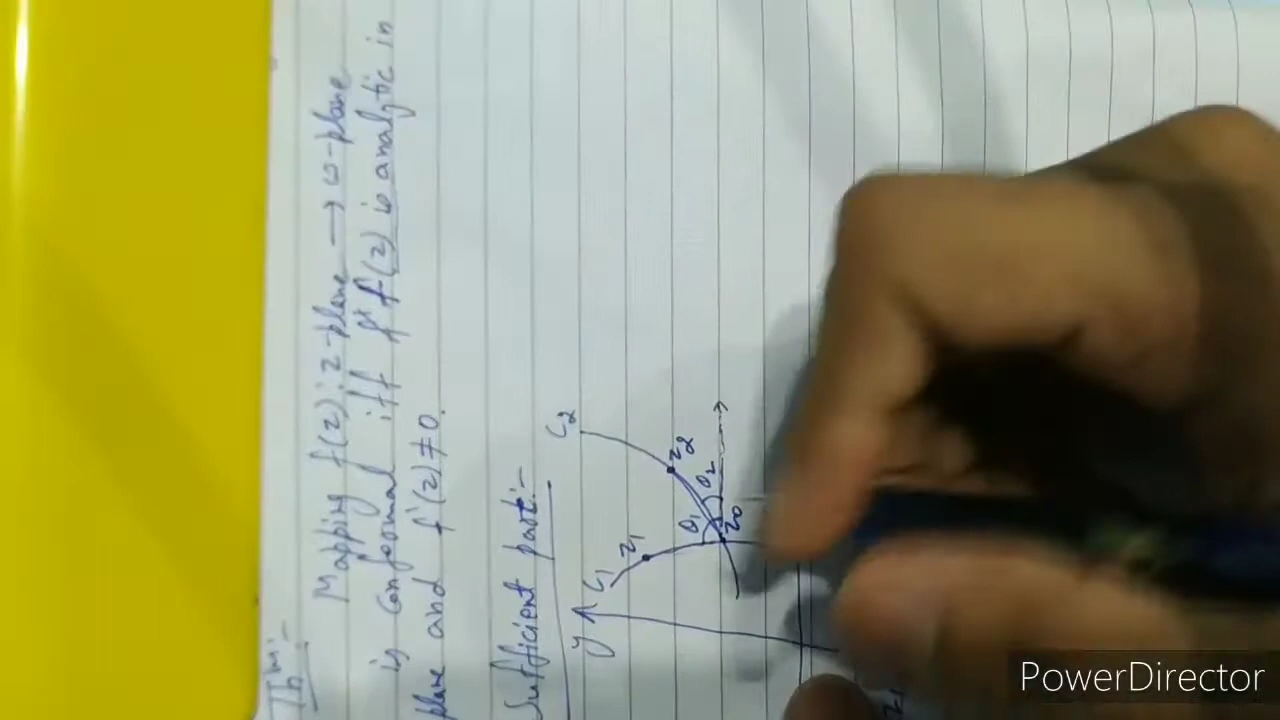 Thm:-
Mapping f(z): z-plane → ω-plane
is conformal iff f(z) is analytic in
plane and f'(z)≠0.
Sufficient part:-
y
C1
C2
z1
z2
θ1
θ2
z0
PowerDirector